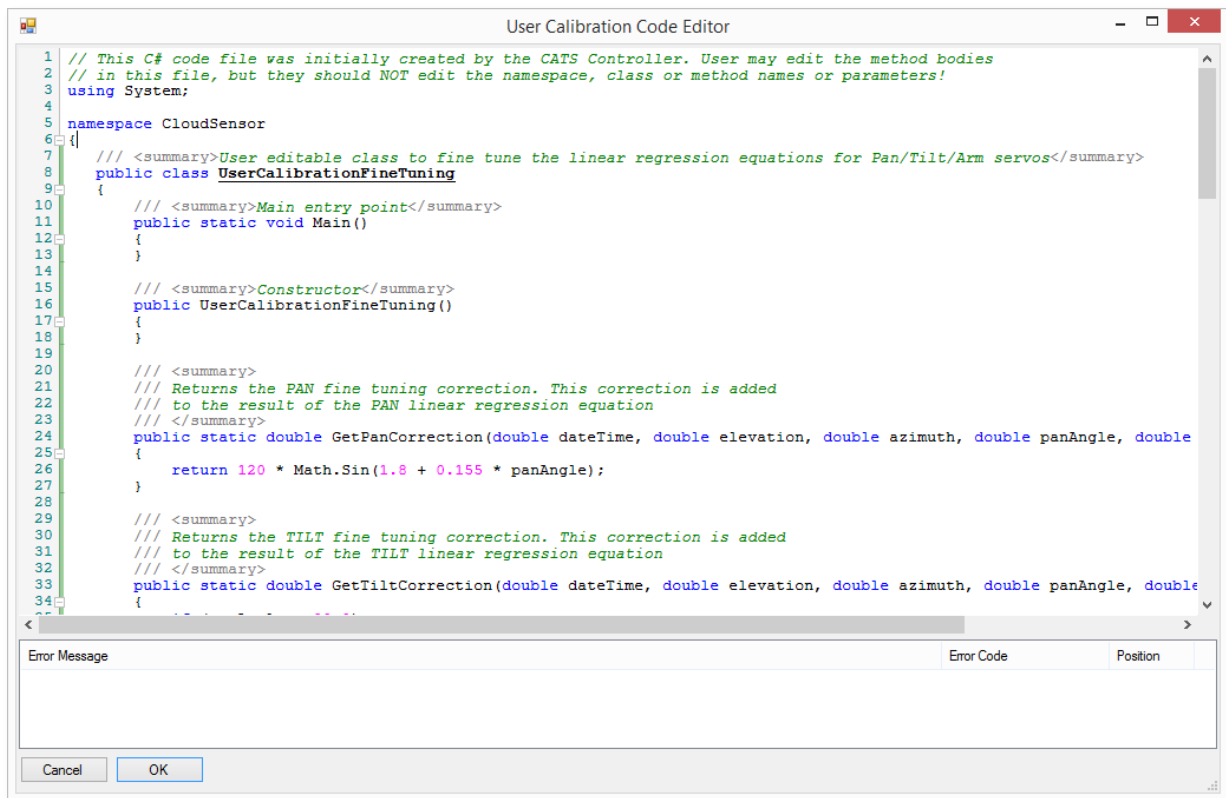 User Calibration Code Editor
1 // This C# code file was initially created by the CATS Controller. User may edit the method bodies
2 // in this file, but they should NOT edit the namespace, class or method names or parameters!
3 using System;
4
5 namespace CloudSensor
6 {
7 /// <summary>User editable class to fine tune the linear regression equations for Pan/Tilt/Arm servos</summary>
8 public class UserCalibrationFineTuning
9 {
10 /// <summary>Main entry point</summary>
11 public static void Main()
12 {
13 }
14
15 /// <summary>Constructor</summary>
16 public UserCalibrationFineTuning()
17 {
18 }
19
20 /// <summary>
21 /// Returns the PAN fine tuning correction. This correction is added
22 /// to the result of the PAN linear regression equation
23 /// </summary>
24 public static double GetPanCorrection(double dateTime, double elevation, double azimuth, double panAngle, double
25 {
26 return 120 * Math.Sin(1.8 + 0.155 * panAngle);
27 }
28
29 /// <summary>
30 /// Returns the TILT fine tuning correction. This correction is added
31 /// to the result of the TILT linear regression equation
32 /// </summary>
33 public static double GetTiltCorrection(double dateTime, double elevation, double azimuth, double panAngle, double
34 {
Error Message Error Code Position
Cancel OK